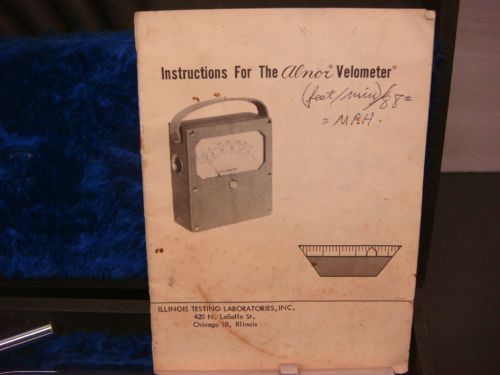 Instructions For The Alnor® Velometer®
(feet/min)/88 =
= MPH.
ILLINOIS TESTING LABORATORIES, INC.
420 N. LaSalle St.
Chicago 10, Illinois